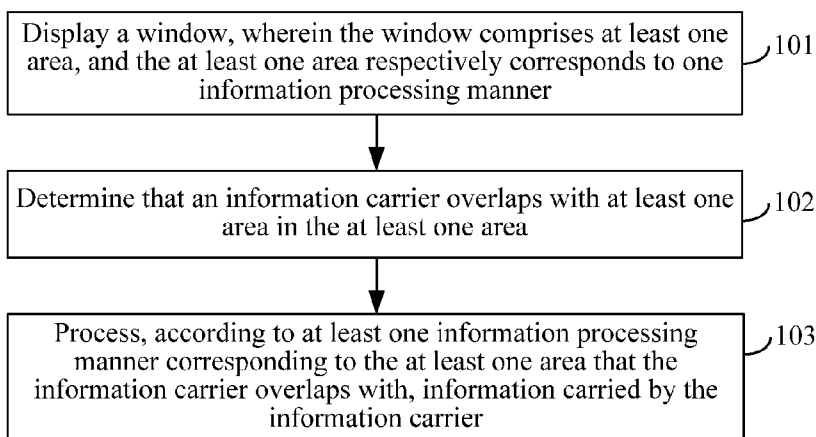 Display a window, wherein the window comprises at least one
area, and the at least one area respectively corresponds to one
information processing manner
101
Determine that an information carrier overlaps with at least one
area in the at least one area
102
Process, according to at least one information processing
manner corresponding to the at least one area that the
information carrier overlaps with, information carried by the
information carrier
103